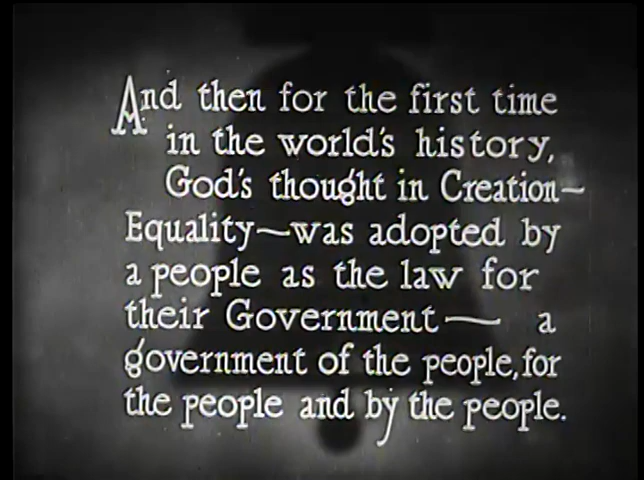 And then for the first time
in the world's history,
God's thought in Creation—
Equality—was adopted by
a people as the law for
their Government— a
government of the people, for
the people and by the people.